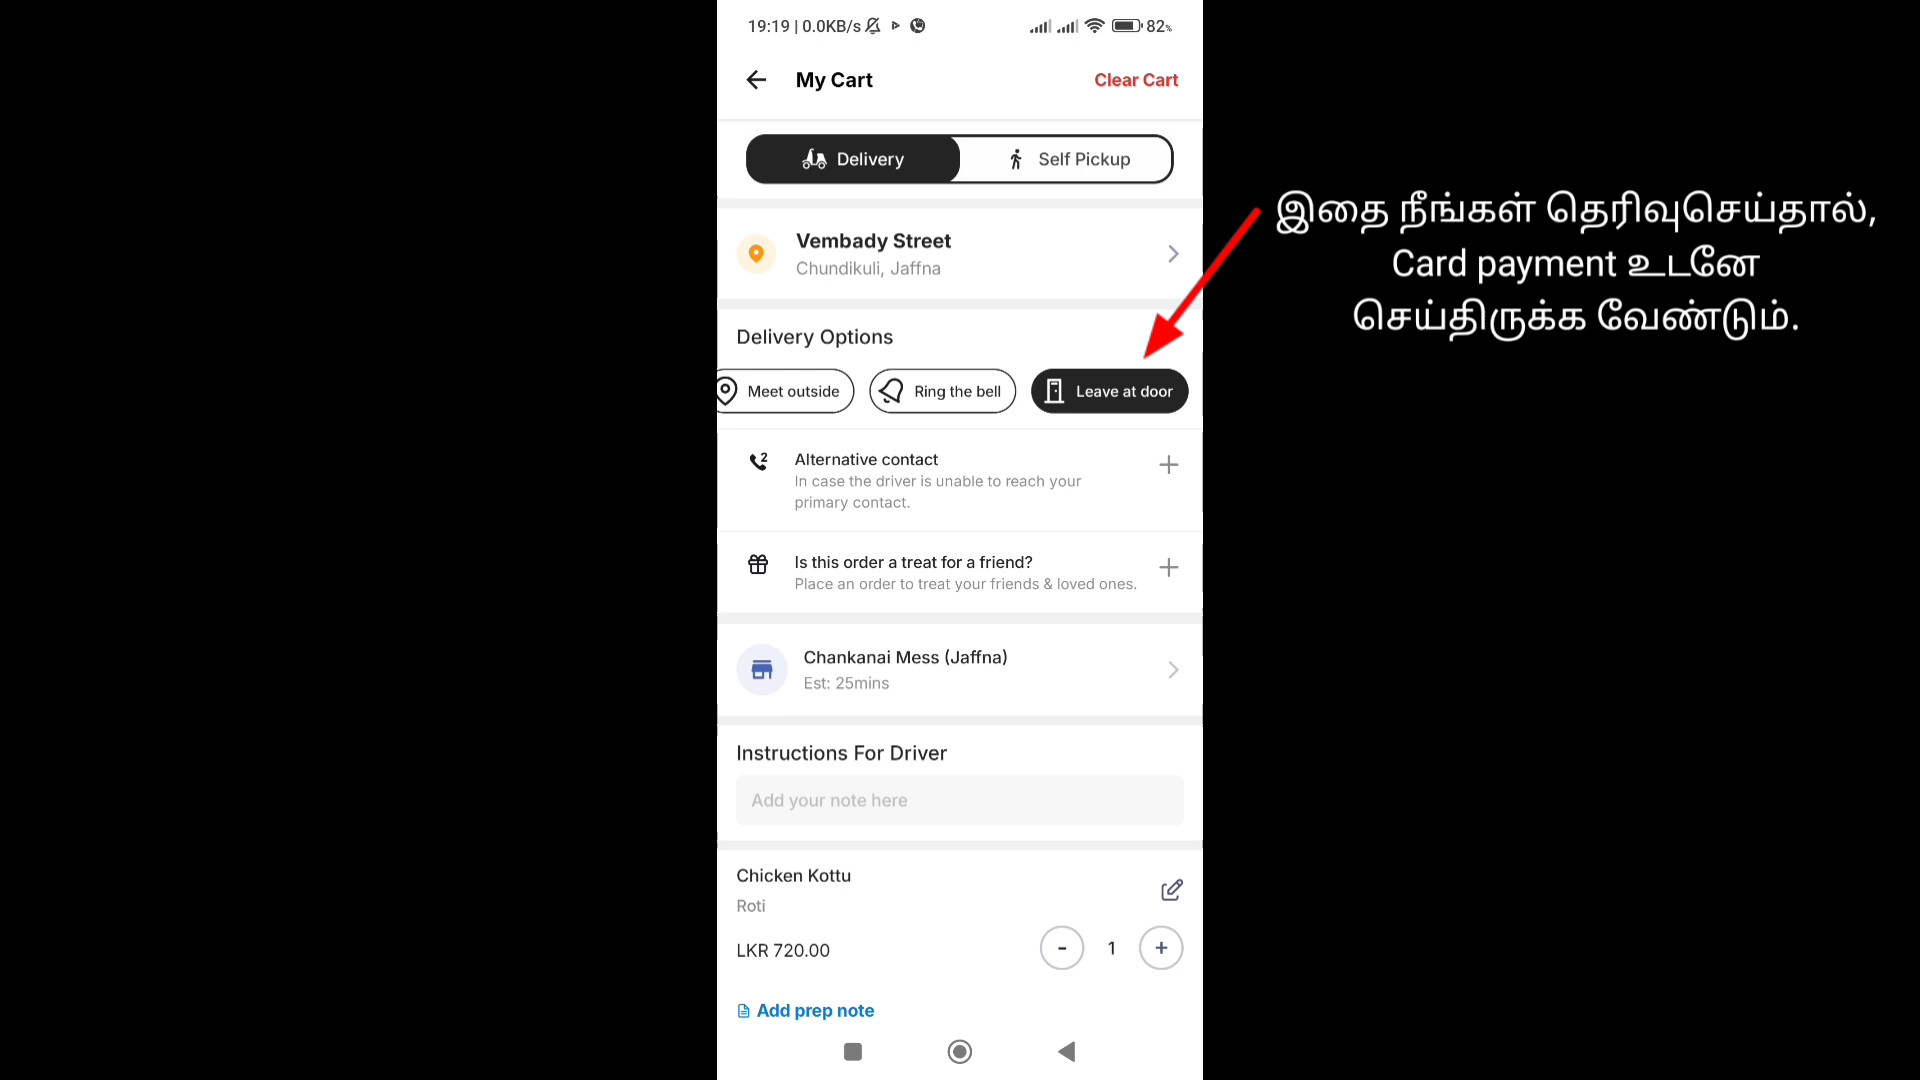 19:19 | 0.0KB/s
82%
My Cart
Clear Cart
Delivery
Self Pickup
Vembady Street
Chundikuli, Jaffna
Delivery Options
Meet outside
Ring the bell
Leave at door
2
Alternative contact
In case the driver is unable to reach your
primary contact.
Is this order a treat for a friend?
Place an order to treat your friends & loved ones.
Chankanai Mess (Jaffna)
Est: 25mins
Instructions For Driver
Add your note here
Chicken Kottu
Roti
LKR 720.00
- 1 +
Add prep note
இதை நீங்கள் தெரிவுசெய்தால்,
Card payment உடனே
செய்திருக்க வேண்டும்.